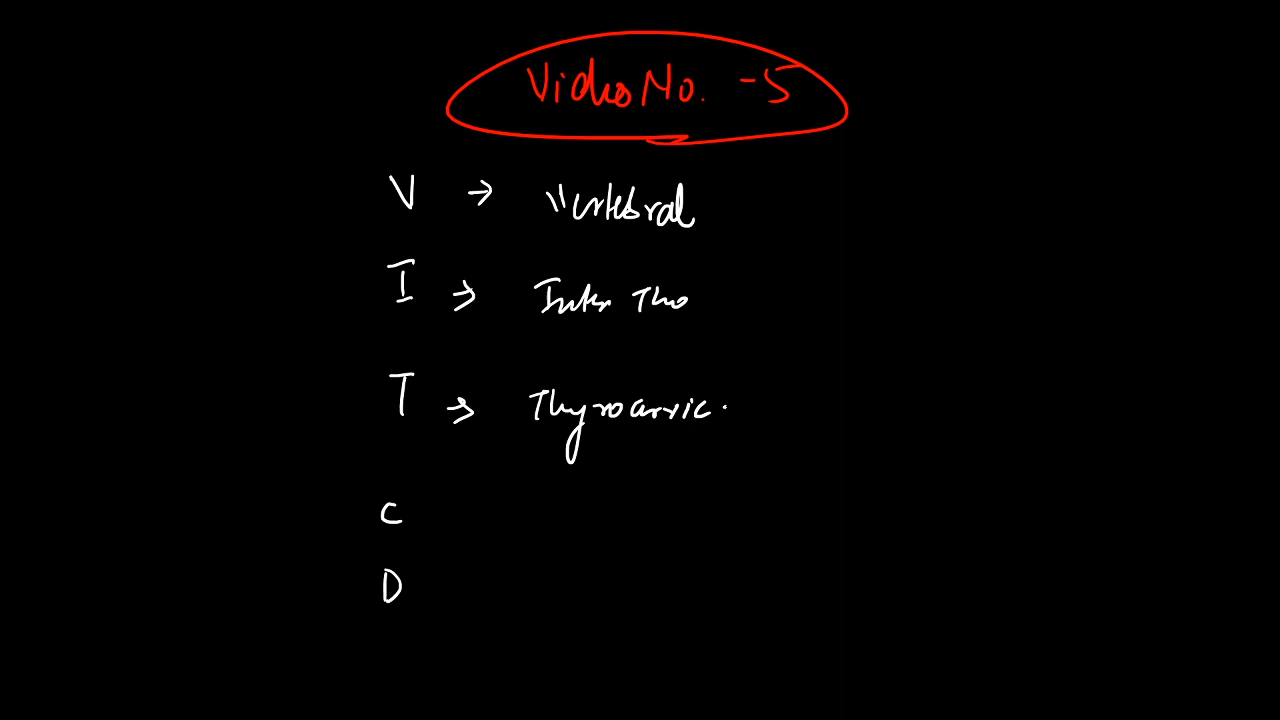 Video No. -5
V → Vertebral
I → Inter Tho
T → Thyrocervic.
C
D